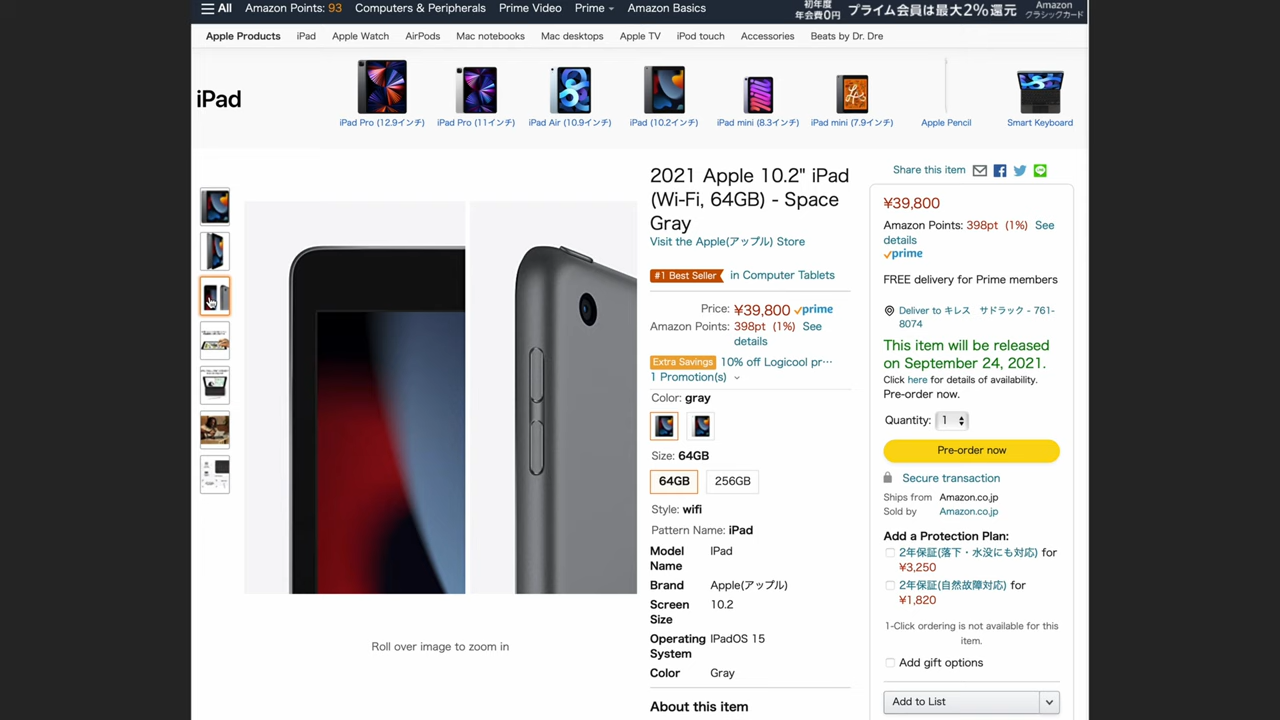 All Amazon Points: 93 Computers & Peripherals Prime Video Prime Amazon Basics
初年度
年会費0円
プライム会員は最大2%還元
Amazon
クラシックカード
Apple Products iPad Apple Watch AirPods Mac notebooks Mac desktops Apple TV iPod touch Accessories Beats by Dr. Dre
iPad
iPad Pro (12.9インチ) iPad Pro (11インチ) iPad Air (10.9インチ) iPad (10.2インチ) iPad mini (8.3インチ) iPad mini (7.9インチ) Apple Pencil Smart Keyboard
Roll over image to zoom in
2021 Apple 10.2" iPad
(Wi-Fi, 64GB) - Space
Gray
Visit the Apple(アップル) Store
#1 Best Seller in Computer Tablets
Price: ¥39,800 prime
Amazon Points: 398pt (1%) See
details
Extra Savings 10% off Logicool pr…
1 Promotion(s)
Color: gray
Size: 64GB
64GB 256GB
Style: wifi
Pattern Name: iPad
Model
Name
IPad
Brand Apple(アップル)
Screen
Size
10.2
Operating
System
IPadOS 15
Color Gray
About this item
Share this item
¥39,800
Amazon Points: 398pt (1%) See
details
prime
FREE delivery for Prime members
Deliver to キレス サドラック - 761-
8074
This item will be released
on September 24, 2021.
Click here for details of availability.
Pre-order now.
Quantity: 1
Pre-order now
Secure transaction
Ships from Amazon.co.jp
Sold by Amazon.co.jp
Add a Protection Plan:
2年保証(落下・水没にも対応) for
¥3,250
2年保証(自然故障対応) for
¥1,820
1-Click ordering is not available for this
item.
Add gift options
Add to List